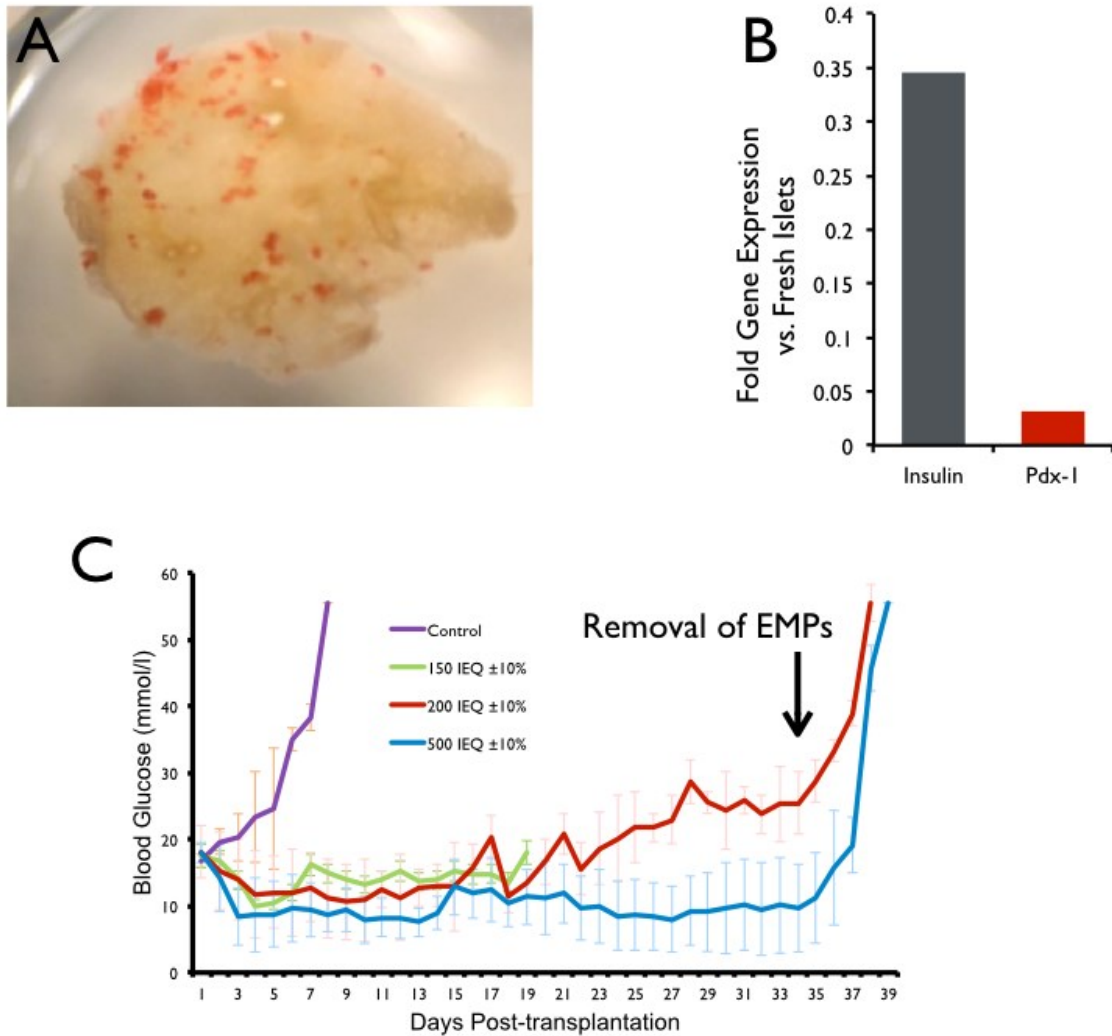 A
B
Fold Gene Expression
vs. Fresh Islets
0.4
0.35
0.3
0.25
0.2
0.15
0.1
0.05
0
Insulin
Pdx-1
C
Blood Glucose (mmol/l)
60
50
40
30
20
10
0
Control
150 IEQ ±10%
200 IEQ ±10%
500 IEQ ±10%
Removal of EMPs
1 3 5 7 9 11 13 15 17 19 21 23 25 27 29 31 33 35 37 39
Days Post-transplantation